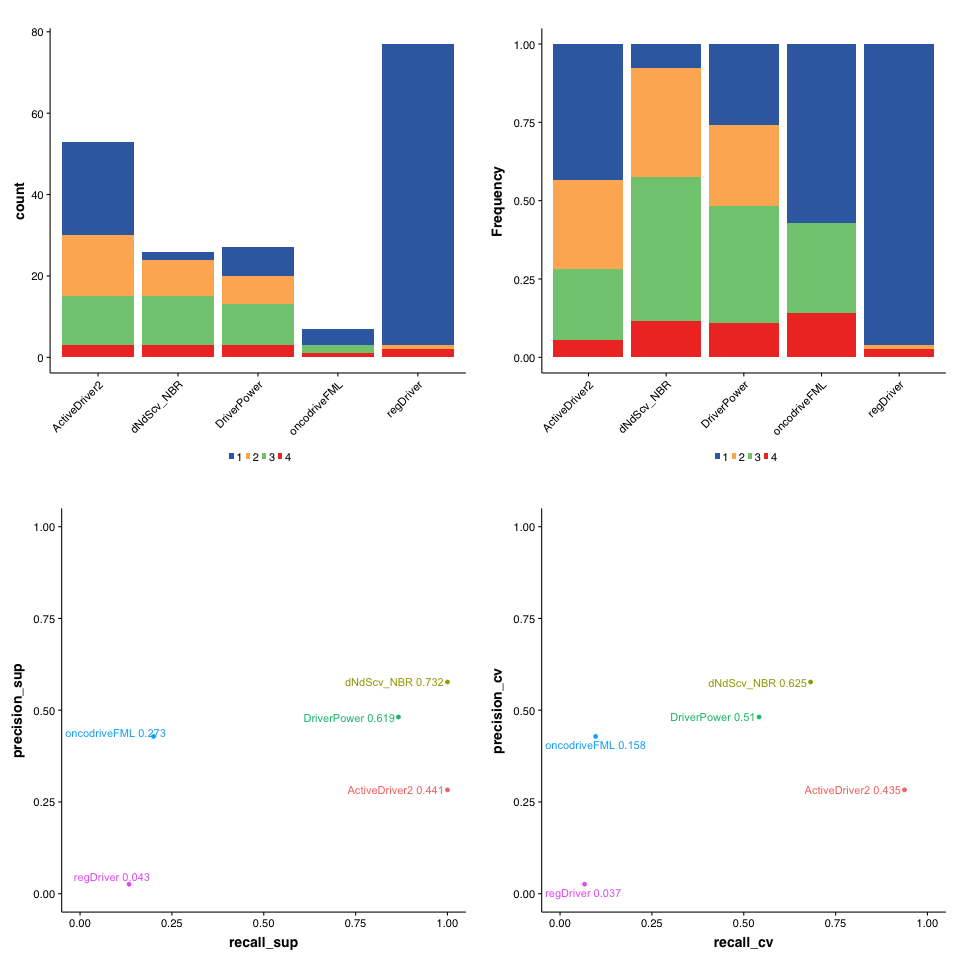 80
60
40
20
0
count
ActiveDriver2
dNdScv_NBR
DriverPower
oncodriveFML
regDriver
1 2 3 4
1.00
0.75
0.50
0.25
0.00
Frequency
ActiveDriver2
dNdScv_NBR
DriverPower
oncodriveFML
regDriver
1 2 3 4
1.00
0.75
0.50
0.25
0.00
precision_sup
dNdScv_NBR 0.732
DriverPower 0.619
oncodriveFML 0.273
ActiveDriver2 0.441
regDriver 0.043
0.00 0.25 0.50 0.75 1.00
recall_sup
1.00
0.75
0.50
0.25
0.00
precision_cv
dNdScv_NBR 0.625
DriverPower 0.51
oncodriveFML 0.158
ActiveDriver2 0.435
regDriver 0.037
0.00 0.25 0.50 0.75 1.00
recall_cv